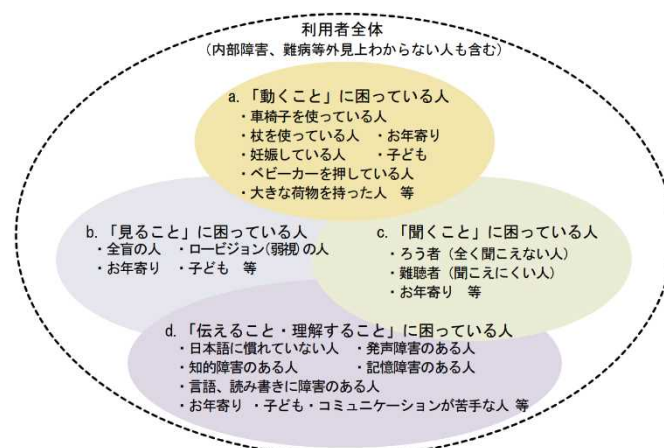 利用者全体
（内部障害、難病等外見上わからない人も含む）
a. 「動くこと」に困っている人
・車椅子を使っている人
・杖を使っている人　・お年寄り
・妊娠している人　・子ども
・ベビーカーを押している人
・大きな荷物を持った人　等
b. 「見ること」に困っている人
・全盲の人　・ロービジョン(弱視)の人
・お年寄り　・子ども　等
c. 「聞くこと」に困っている人
・ろう者（全く聞こえない人）
・難聴者（聞こえにくい人）
・お年寄り　等
d. 「伝えること・理解すること」に困っている人
・日本語に慣れていない人　・発声障害のある人
・知的障害のある人　・記憶障害のある人
・言語、読み書きに障害のある人
・お年寄り ・子ども・コミュニケーションが苦手な人 等